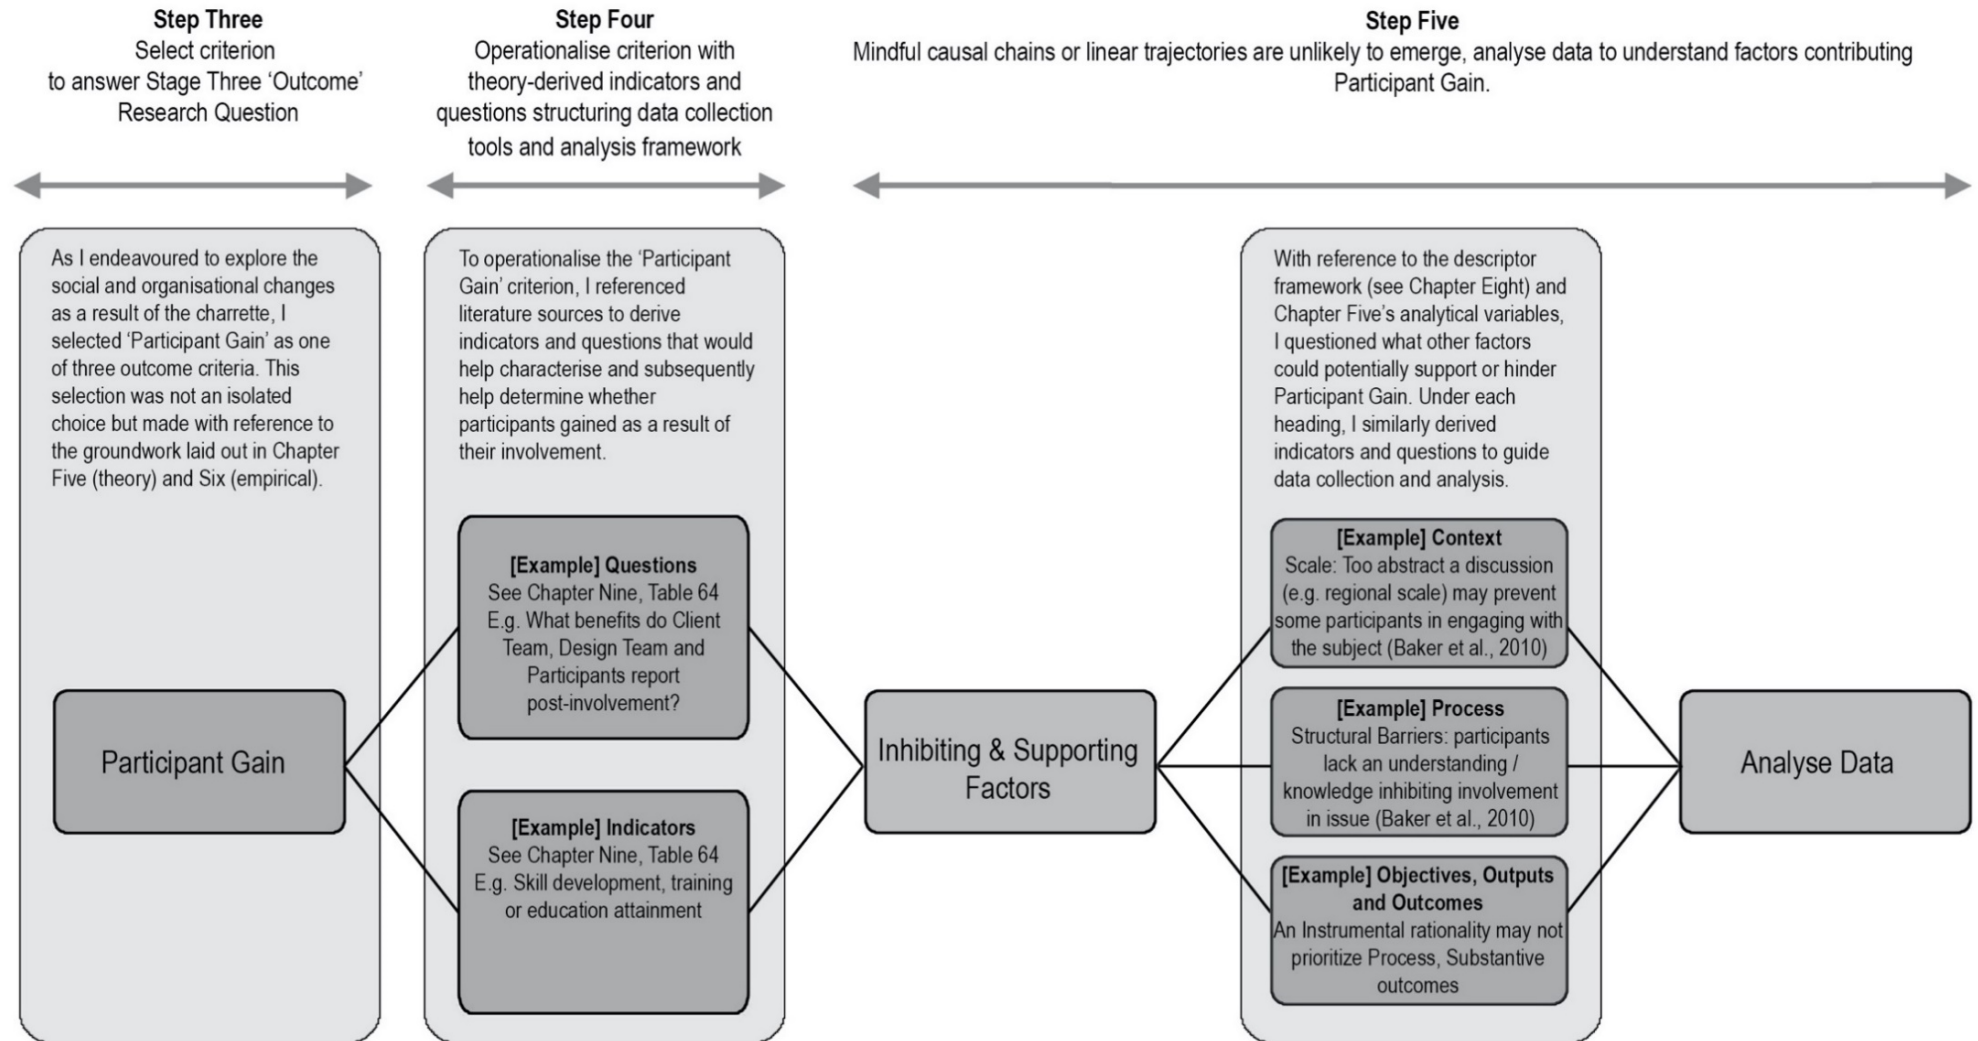 Step Three
Select criterion
to answer Stage Three ‘Outcome’
Research Question
Step Four
Operationalise criterion with
theory-derived indicators and
questions structuring data collection
tools and analysis framework
Step Five
Mindful causal chains or linear trajectories are unlikely to emerge, analyse data to understand factors contributing
Participant Gain.
As I endeavoured to explore the
social and organisational changes
as a result of the charrette, I
selected ‘Participant Gain’ as one
of three outcome criteria. This
selection was not an isolated
choice but made with reference to
the groundwork laid out in Chapter
Five (theory) and Six (empirical).
Participant Gain
To operationalise the ‘Participant
Gain’ criterion, I referenced
literature sources to derive
indicators and questions that would
help characterise and subsequently
help determine whether
participants gained as a result of
their involvement.
[Example] Questions
See Chapter Nine, Table 64
E.g. What benefits do Client
Team, Design Team and
Participants report
post-involvement?
[Example] Indicators
See Chapter Nine, Table 64
E.g. Skill development, training
or education attainment
Inhibiting & Supporting
Factors
With reference to the descriptor
framework (see Chapter Eight) and
Chapter Five’s analytical variables,
I questioned what other factors
could potentially support or hinder
Participant Gain. Under each
heading, I similarly derived
indicators and questions to guide
data collection and analysis.
[Example] Context
Scale: Too abstract a discussion
(e.g. regional scale) may prevent
some participants in engaging with
the subject (Baker et al., 2010)
[Example] Process
Structural Barriers: participants
lack an understanding /
knowledge inhibiting involvement
in issue (Baker et al., 2010)
[Example] Objectives, Outputs
and Outcomes
An Instrumental rationality may not
prioritize Process, Substantive
outcomes
Analyse Data